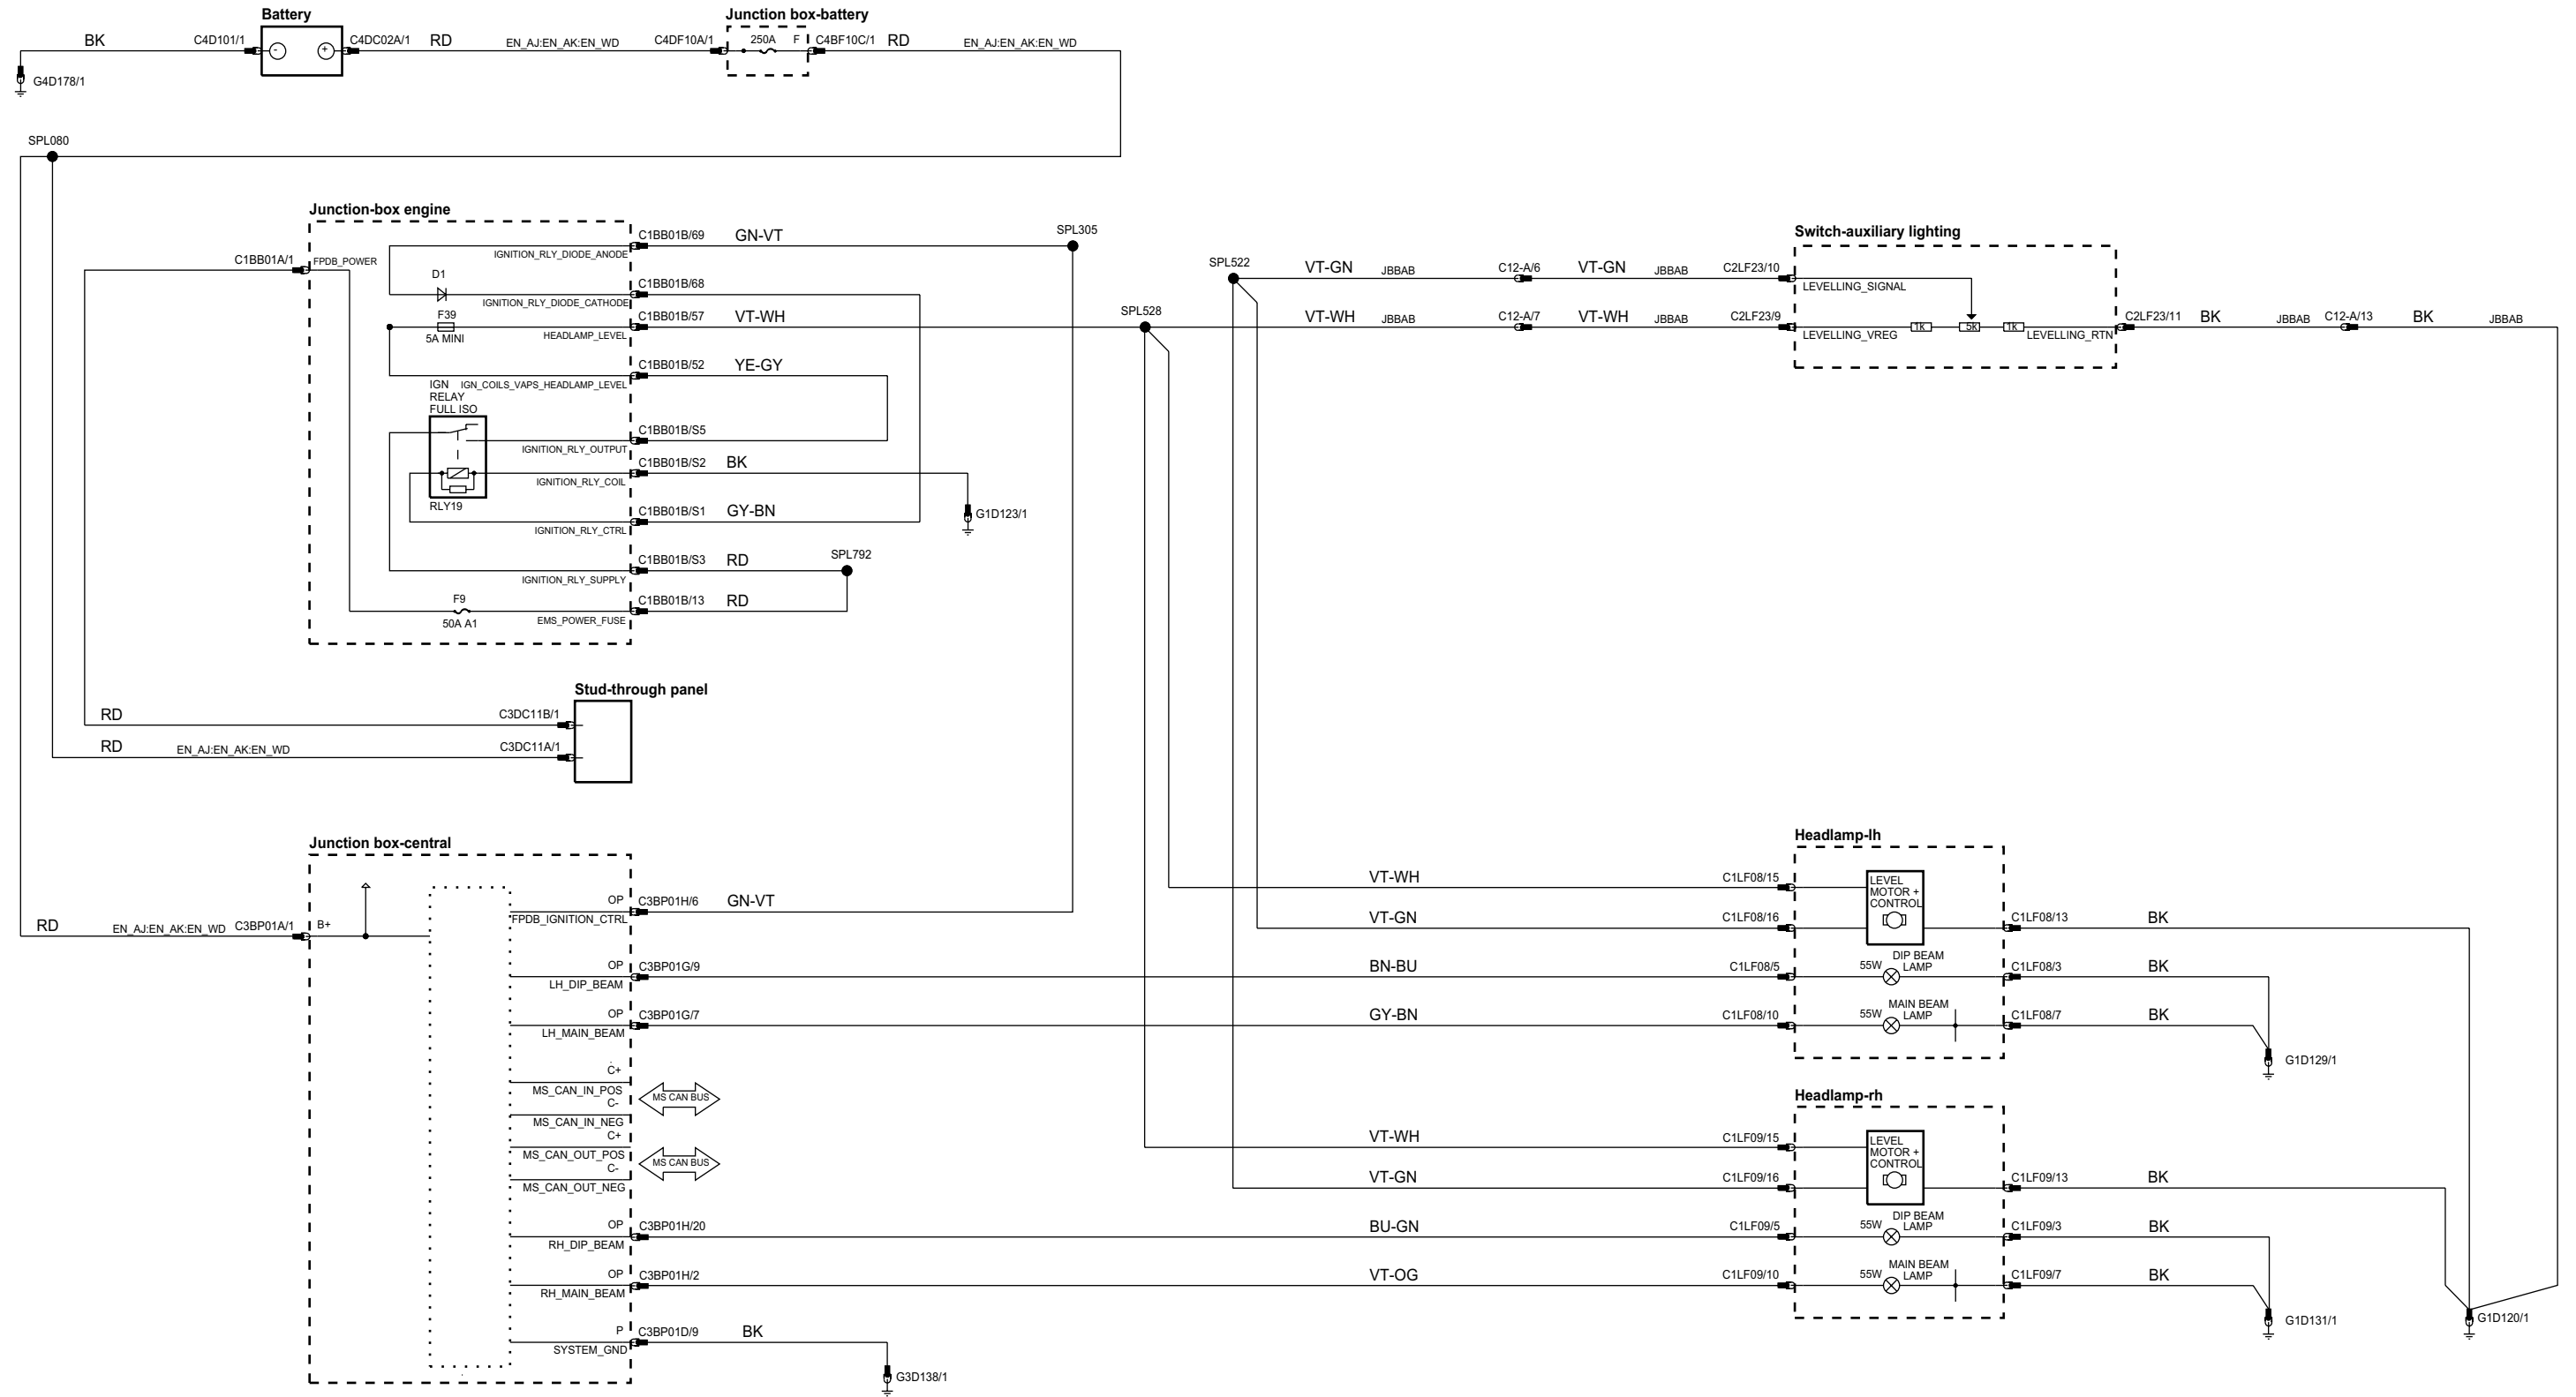 Battery
Junction box-battery
BK
C4D101/1
-
+
C4DC02A/1
RD
EN_AJ:EN_AK:EN_WD
C4DF10A/1
250A
F
C4BF10C/1
RD
EN_AJ:EN_AK:EN_WD
G4D178/1
SPL080
Junction-box engine
C1BB01A/1
FPDB_POWER
C1BB01B/69
GN-VT
IGNITION_RLY_DIODE_ANODE
SPL305
D1
C1BB01B/68
IGNITION_RLY_DIODE_CATHODE
F39
5A MINI
C1BB01B/57
VT-WH
HEADLAMP_LEVEL
SPL528
C1BB01B/52
YE-GY
IGN_COILS_VAPS_HEADLAMP_LEVEL
IGN
RELAY
FULL ISO
C1BB01B/S5
IGNITION_RLY_OUTPUT
C1BB01B/S2
BK
IGNITION_RLY_COIL
RLY19
C1BB01B/S1
GY-BN
IGNITION_RLY_CTRL
G1D123/1
C1BB01B/S3
RD
IGNITION_RLY_SUPPLY
SPL792
F9
50A A1
C1BB01B/13
RD
EMS_POWER_FUSE
SPL522
VT-GN
JBBAB
C12-A/6
VT-GN
JBBAB
C2LF23/10
Switch-auxiliary lighting
LEVELLING_SIGNAL
VT-WH
JBBAB
C12-A/7
VT-WH
JBBAB
C2LF23/9
LEVELLING_VREG
1K
5K
1K
LEVELLING_RTN
C2LF23/11
BK
JBBAB
C12-A/13
BK
JBBAB
Stud-through panel
RD
C3DC11B/1
RD
EN_AJ:EN_AK:EN_WD
C3DC11A/1
Junction box-central
RD
EN_AJ:EN_AK:EN_WD
C3BP01A/1
B+
OP
C3BP01H/6
GN-VT
FPDB_IGNITION_CTRL
OP
C3BP01G/9
LH_DIP_BEAM
OP
C3BP01G/7
LH_MAIN_BEAM
C+
MS_CAN_IN_POS
C-
MS CAN BUS
MS_CAN_IN_NEG
C+
MS_CAN_OUT_POS
C-
MS CAN BUS
MS_CAN_OUT_NEG
OP
C3BP01H/20
RH_DIP_BEAM
OP
C3BP01H/2
RH_MAIN_BEAM
P
C3BP01D/9
BK
SYSTEM_GND
G3D138/1
Headlamp-lh
VT-WH
C1LF08/15
LEVEL
MOTOR +
CONTROL
VT-GN
C1LF08/16
C1LF08/13
BK
BN-BU
C1LF08/5
55W
DIP BEAM
LAMP
C1LF08/3
BK
GY-BN
C1LF08/10
55W
MAIN BEAM
LAMP
C1LF08/7
BK
G1D129/1
Headlamp-rh
VT-WH
C1LF09/15
LEVEL
MOTOR +
CONTROL
VT-GN
C1LF09/16
C1LF09/13
BK
BU-GN
C1LF09/5
55W
DIP BEAM
LAMP
C1LF09/3
BK
VT-OG
C1LF09/10
55W
MAIN BEAM
LAMP
C1LF09/7
BK
G1D131/1
G1D120/1